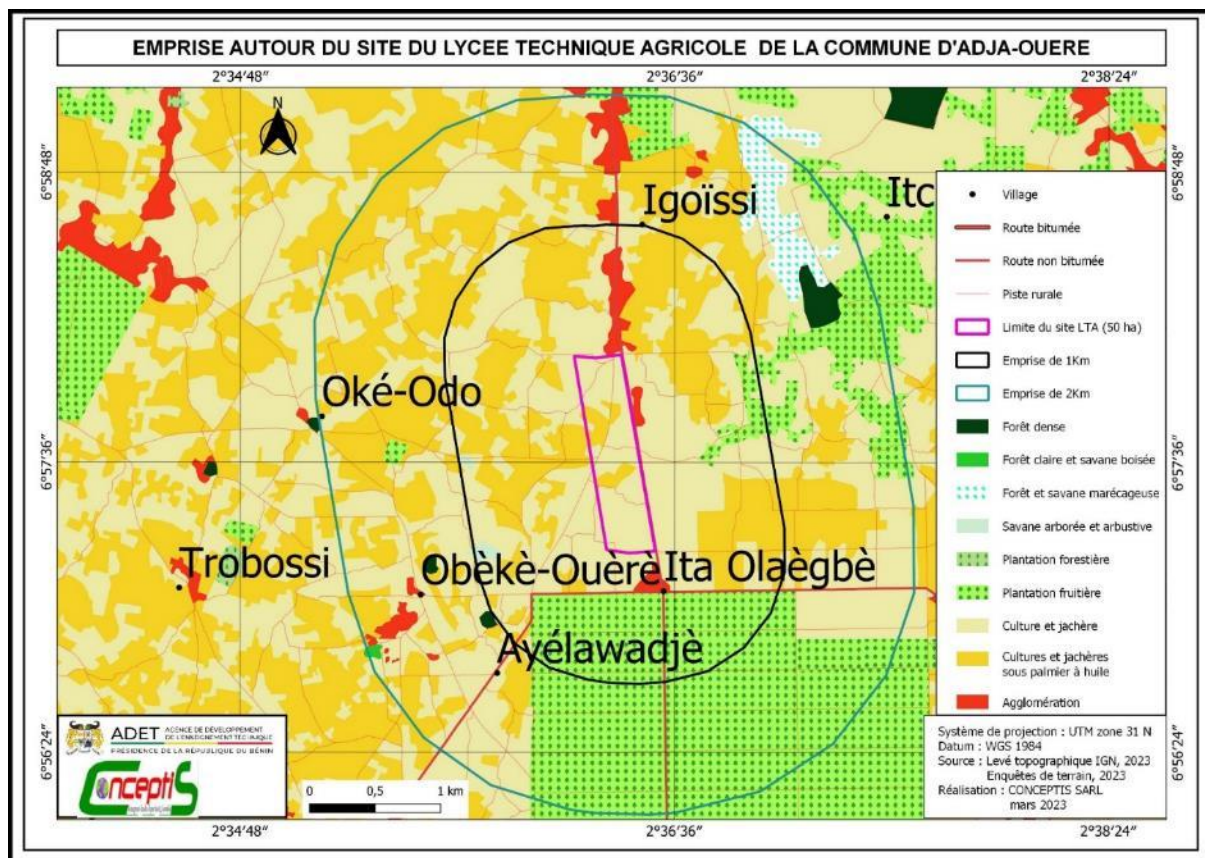 EMPRISE AUTOUR DU SITE DU LYCEE TECHNIQUE AGRICOLE DE LA COMMUNE D'ADJA-OUERE
2°34'48" 2°36'36" 2°38'24"
N
6°58'48" 6°58'48"
Igoïssi
Itc
Oké-Odo
6°57'36" 6°57'36"
Trobossi
Obèkè-Ouèrè
Ita Olaègbè
Ayélawadjè
6°56'24" 6°56'24"
Village
Route bitumée
Route non bitumée
Piste rurale
Limite du site LTA (50 ha)
Emprise de 1Km
Emprise de 2Km
Forêt dense
Forêt claire et savane boisée
Forêt et savane marécageuse
Savane arborée et arbustive
Plantation forestière
Plantation fruitière
Culture et jachère
Cultures et jachères
sous palmier à huile
Agglomération
Système de projection : UTM zone 31 N
Datum : WGS 1984
Source : Levé topographique IGN, 2023
Enquêtes de terrain, 2023
Réalisation : CONCEPTIS SARL
mars 2023
ADET AGENCE DE DÉVELOPPEMENT
DE L'ENSEIGNEMENT TECHNIQUE
PRÉSIDENCE DE LA RÉPUBLIQUE DU BÉNIN
ConceptiS
0 0,5 1 km
2°34'48" 2°36'36" 2°38'24"